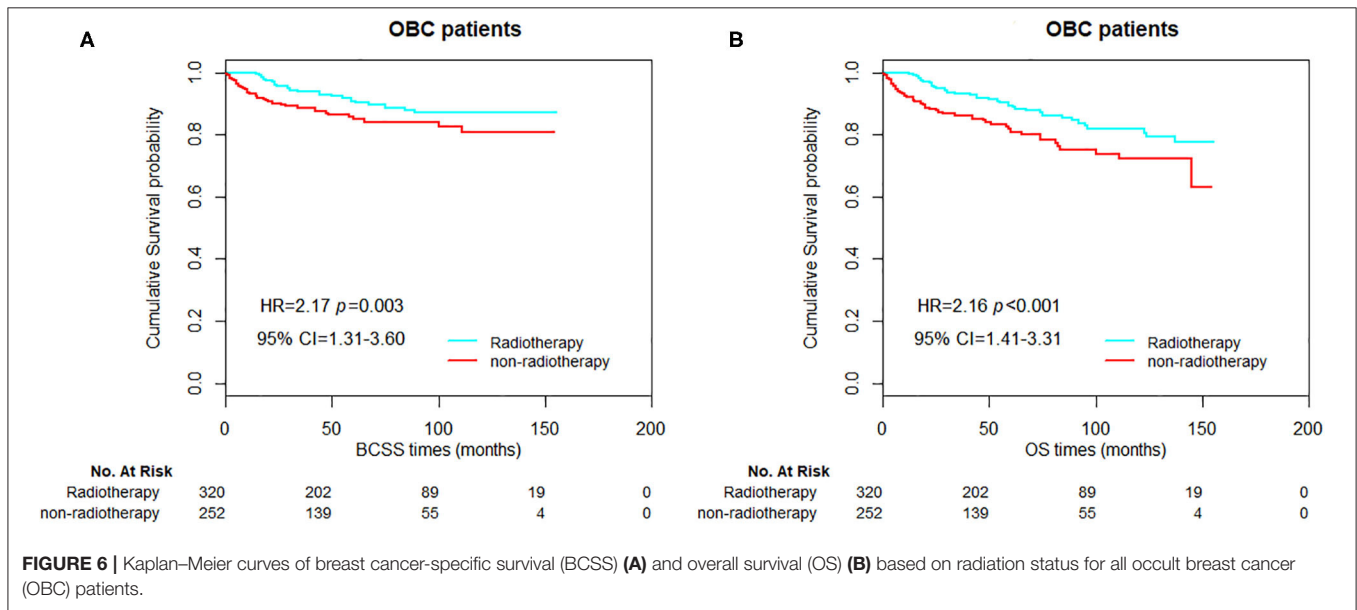 A
OBC patients
Cumulative Survival probability
1.0
0.8
0.6
0.4
0.2
0.0
HR=2.17 p=0.003
95% CI=1.31-3.60
Radiotherapy
non-radiotherapy
0 50 100 150 200
BCSS times (months)
No. At Risk
Radiotherapy 320 202 89 19 0
non-radiotherapy 252 139 55 4 0
B
OBC patients
Cumulative Survival probability
1.0
0.8
0.6
0.4
0.2
0.0
HR=2.16 p<0.001
95% CI=1.41-3.31
Radiotherapy
non-radiotherapy
0 50 100 150 200
OS times (months)
No. At Risk
Radiotherapy 320 202 89 19 0
non-radiotherapy 252 139 55 4 0
FIGURE 6 | Kaplan–Meier curves of breast cancer-specific survival (BCSS) (A) and overall survival (OS) (B) based on radiation status for all occult breast cancer
(OBC) patients.